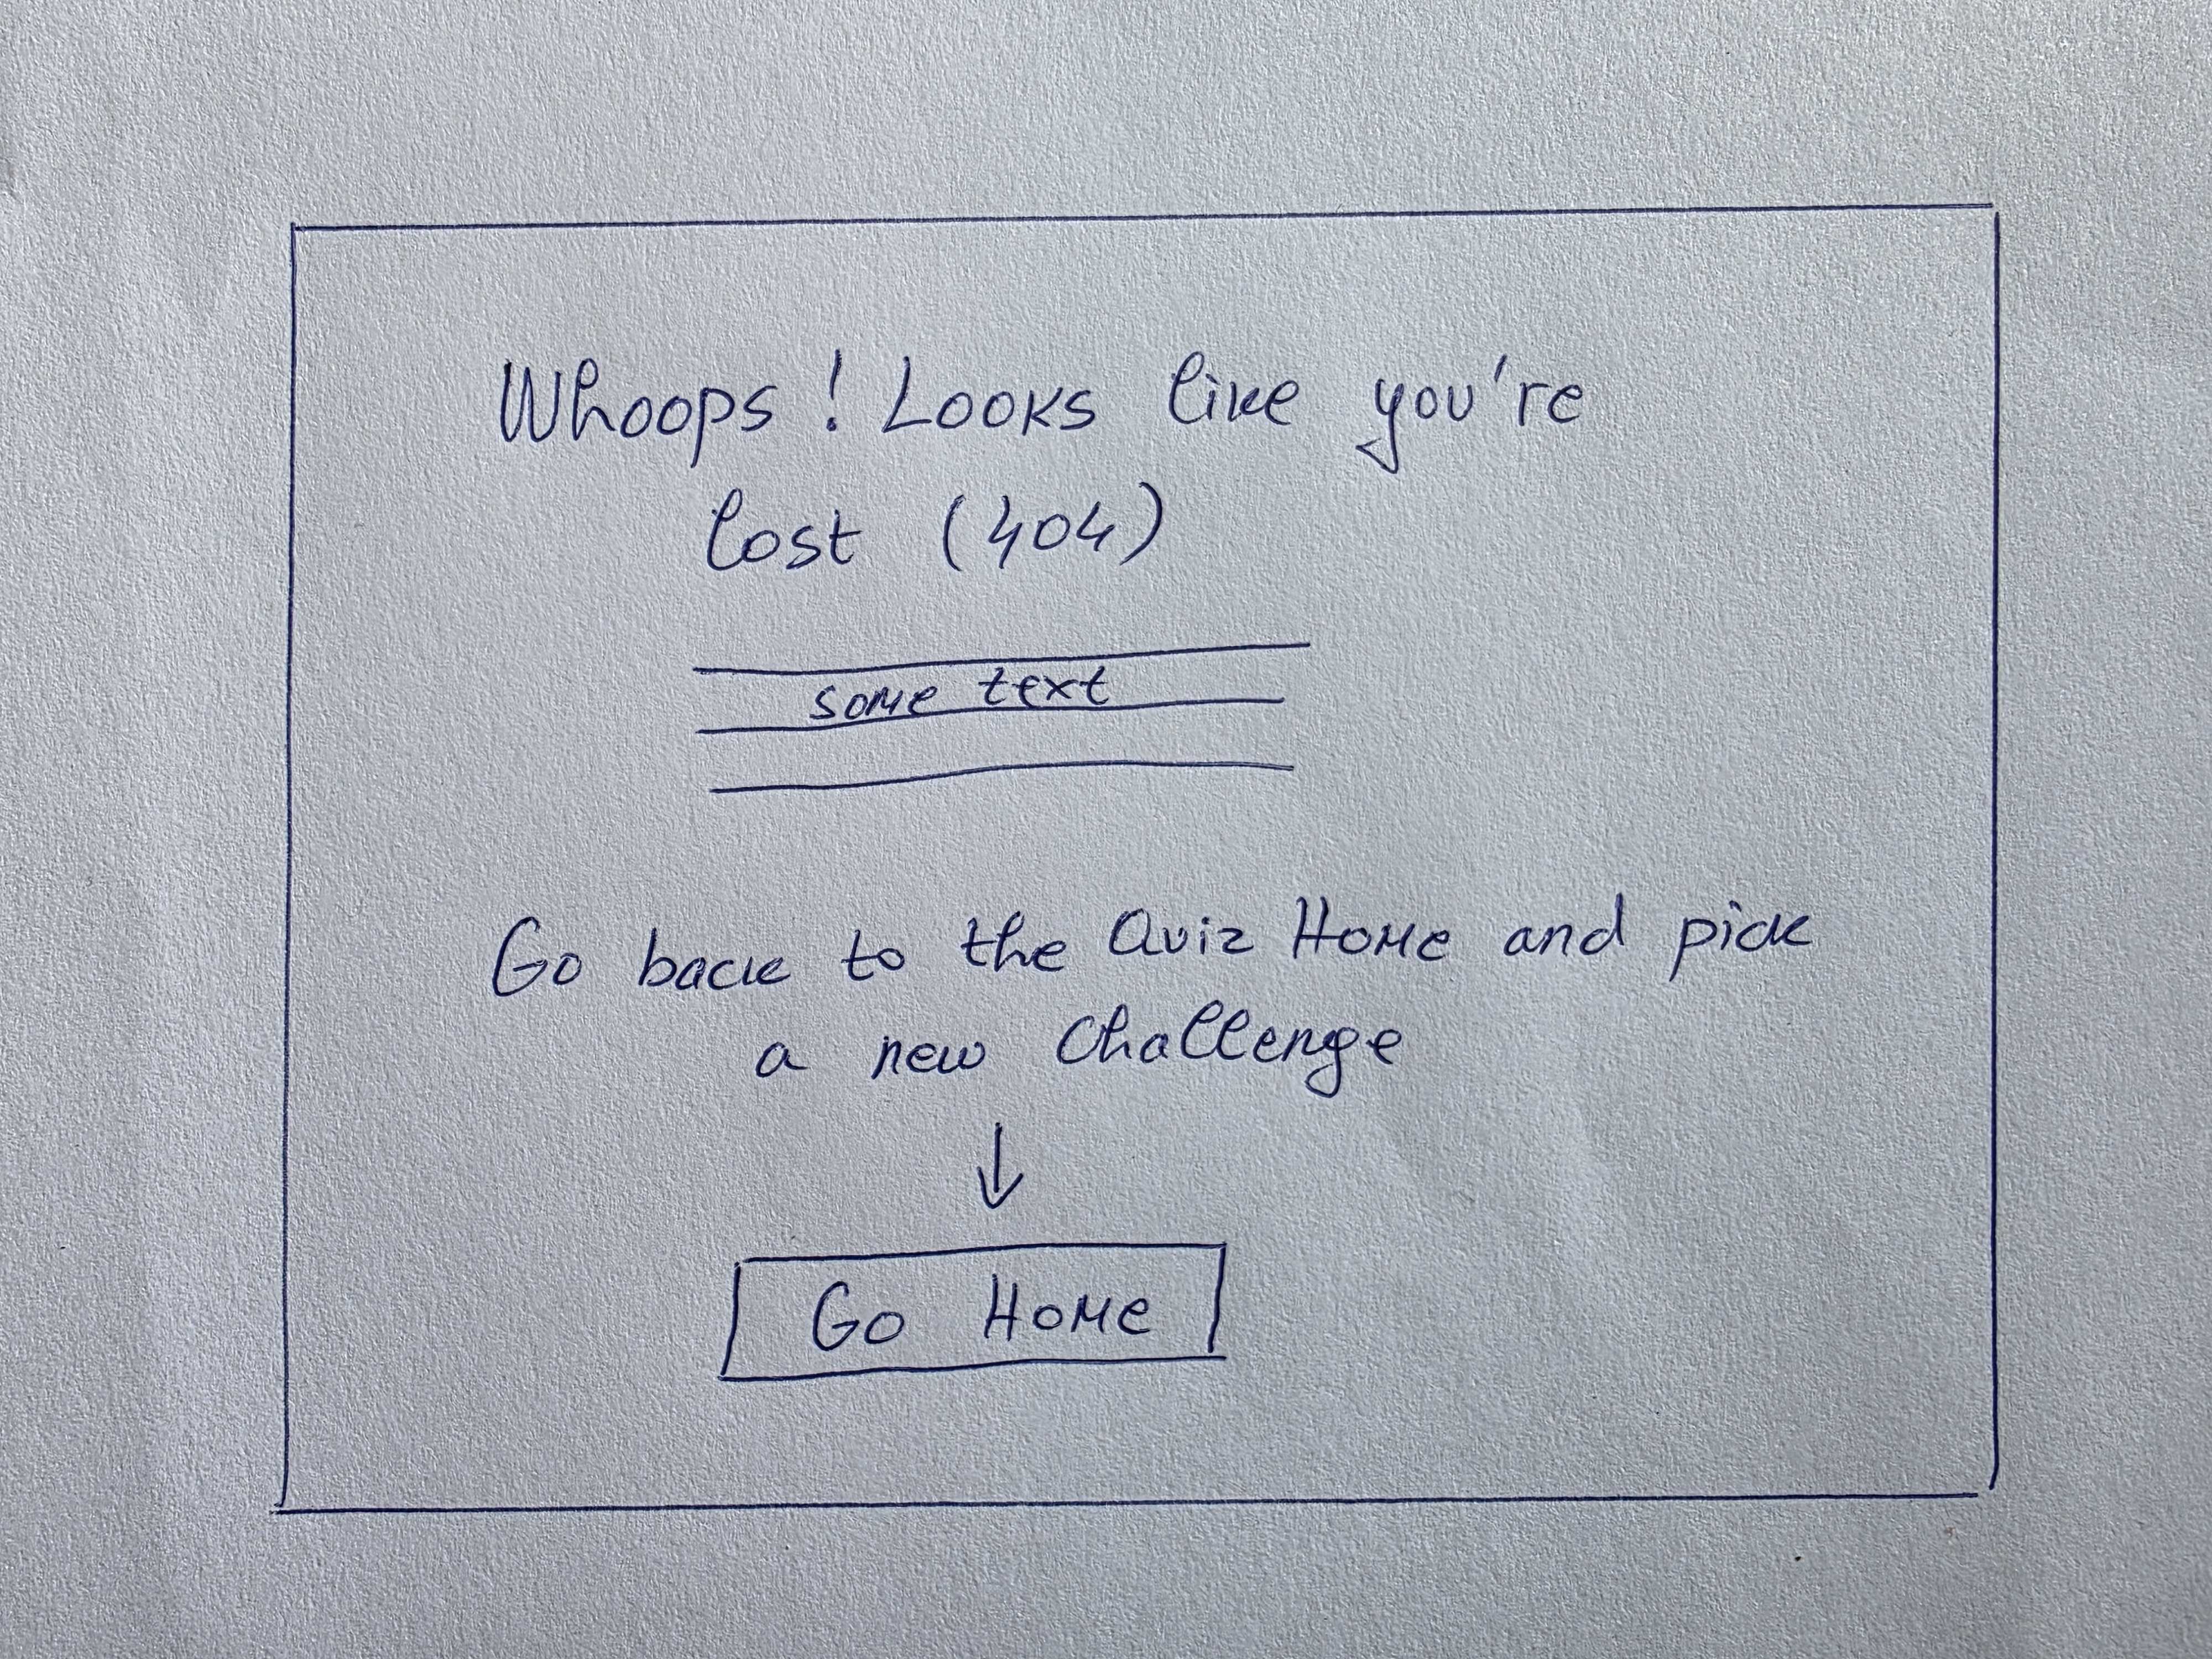 Whoops! Looks like you're
lost (404)
some text
Go back to the Quiz Home and pick
a new challenge
Go Home